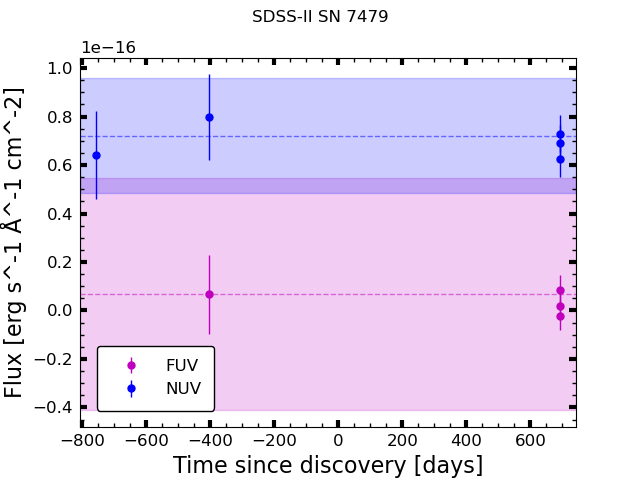 SDSS-II SN 7479
1e−16
1.0
0.8
0.6
0.4
0.2
0.0
−0.2
−0.4
Flux [erg s^-1 Å^-1 cm^-2]
FUV
NUV
−800 −600 −400 −200 0 200 400 600
Time since discovery [days]